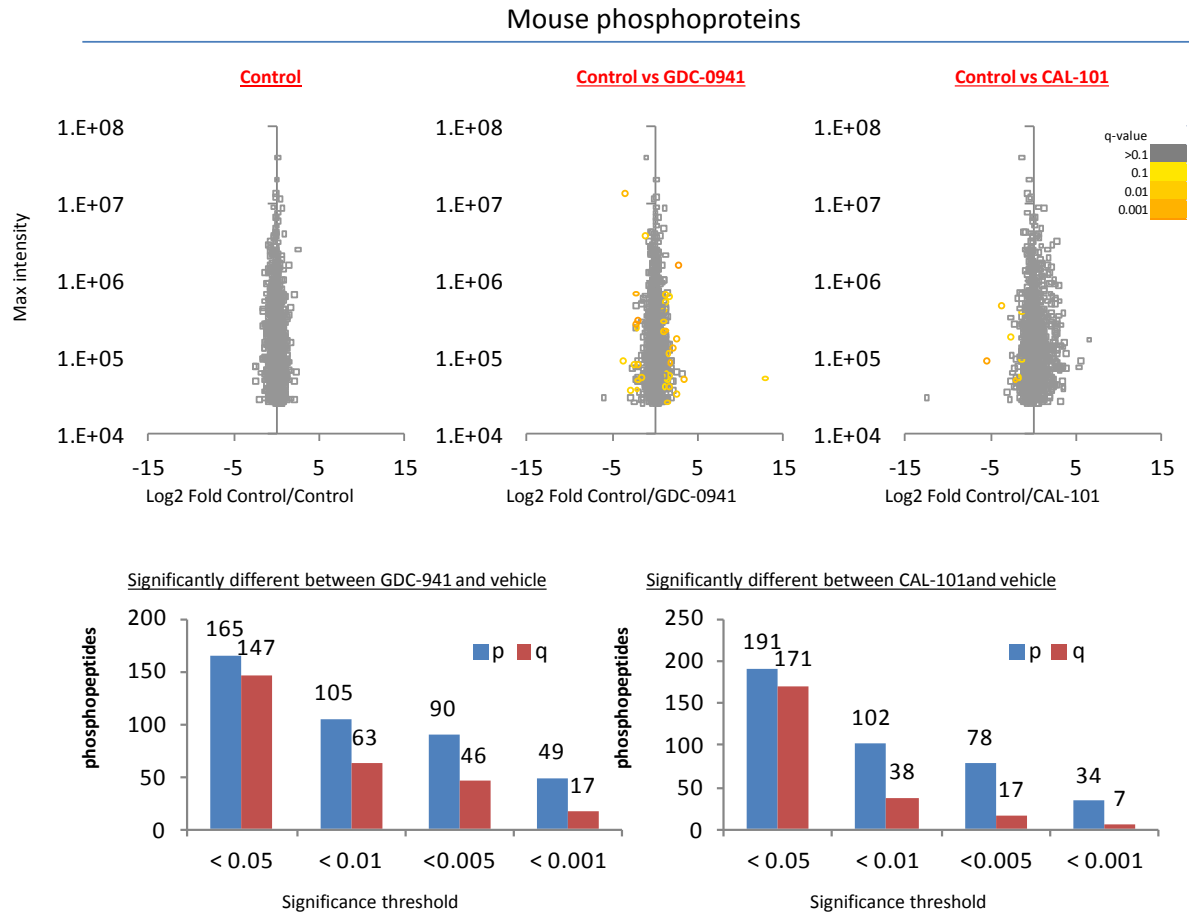 Mouse phosphoproteins
Control
Control vs GDC-0941
Control vs CAL-101
Max intensity
1.E+08
1.E+07
1.E+06
1.E+05
1.E+04
-15 -5 5 15
Log2 Fold Control/Control
1.E+08
1.E+07
1.E+06
1.E+05
1.E+04
-15 -5 5 15
Log2 Fold Control/GDC-0941
1.E+08
1.E+07
1.E+06
1.E+05
1.E+04
-15 -5 5 15
Log2 Fold Control/CAL-101
q-value
>0.1
0.1
0.01
0.001
Significantly different between GDC-941 and vehicle
phosphopeptides
200
150
100
50
0
165 147
105 63
90 46
49 17
p q
< 0.05 < 0.01 <0.005 < 0.001
Significance threshold
Significantly different between CAL-101and vehicle
phosphopeptides
250
200
150
100
50
0
191 171
102 38
78 17
34 7
p q
< 0.05 < 0.01 <0.005 < 0.001
Significance threshold